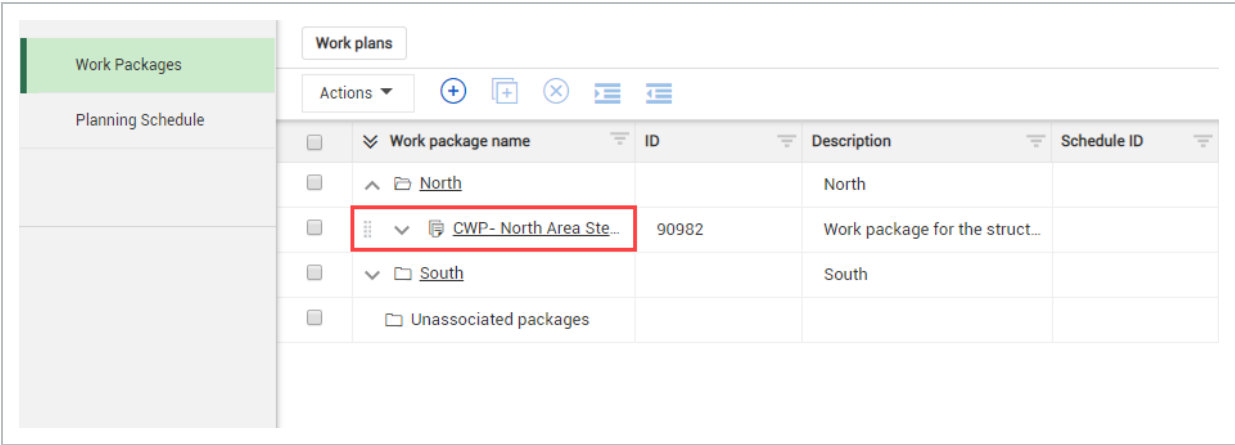 Work Packages
Planning Schedule
Work plans
Actions
Work package name ID Description Schedule ID
North North
CWP- North Area Ste... 90982 Work package for the struct...
South South
Unassociated packages